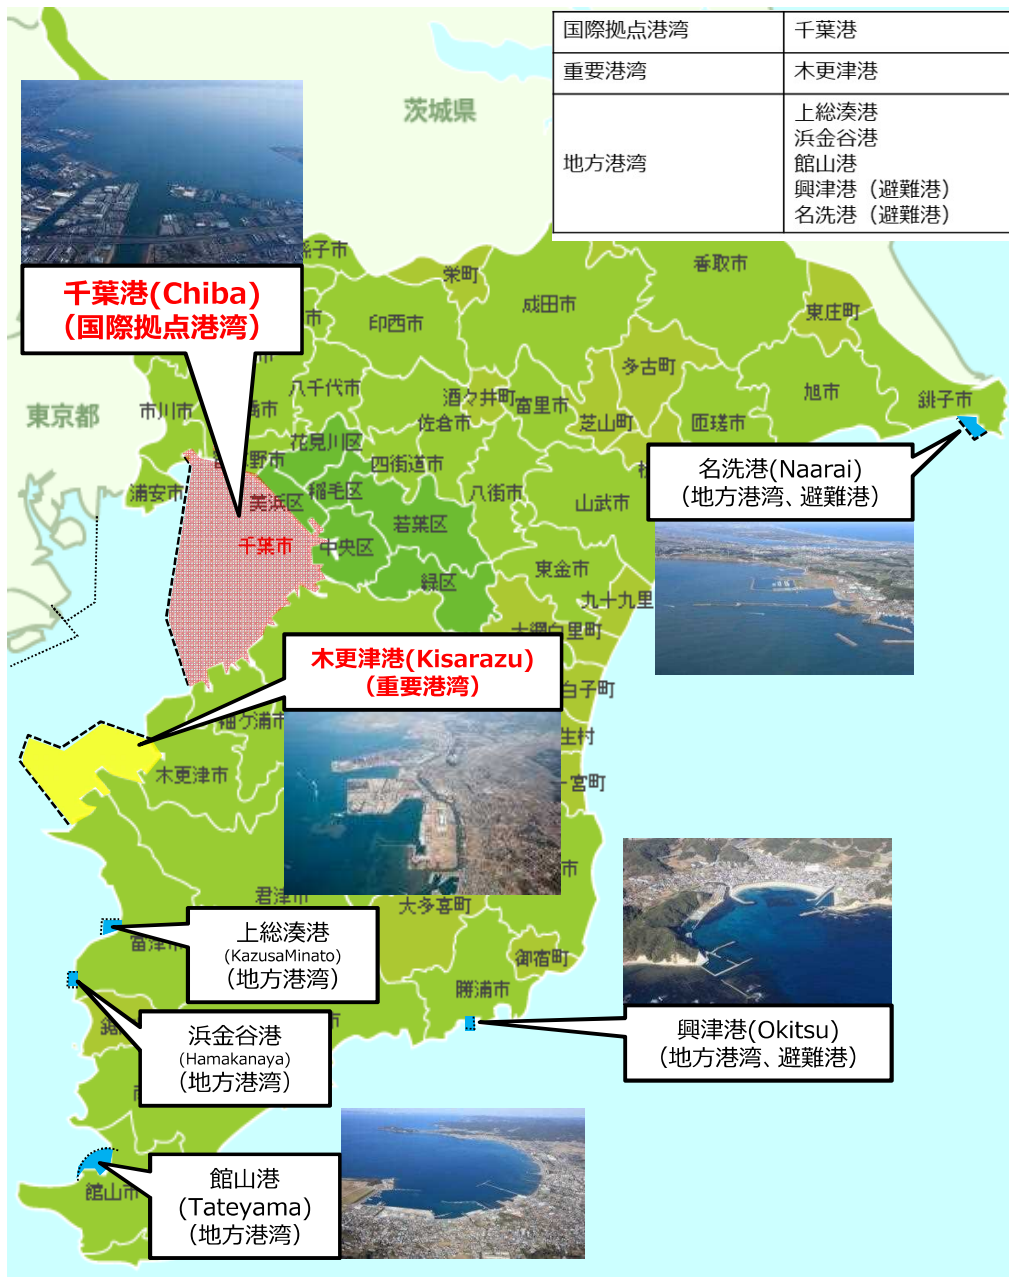 国際拠点港湾 千葉港
重要港湾 木更津港
地方港湾
上総湊港
浜金谷港
館山港
興津港（避難港）
名洗港（避難港）
茨城県
東京都
千葉港(Chiba)
（国際拠点港湾）
栄町
成田市
香取市
東庄町
印西市
多古町
旭市
銚子市
八千代市
酒々井町
富里市
芝山町
匝瑳市
市川市
佐倉市
花見川区
四街道市
浦安市
稲毛区
美浜区
八街市
山武市
若葉区
千葉市
中央区
緑区
東金市
九十九里
大網白里町
白子町
生村
一宮町
名洗港(Naarai)
（地方港湾、避難港）
木更津港(Kisarazu)
（重要港湾）
袖ケ浦市
木更津市
君津市
大多喜町
御宿町
勝浦市
富津市
上総湊港
(KazusaMinato)
（地方港湾）
浜金谷港
(Hamakanaya)
（地方港湾）
興津港(Okitsu)
（地方港湾、避難港）
館山市
館山港
(Tateyama)
（地方港湾）